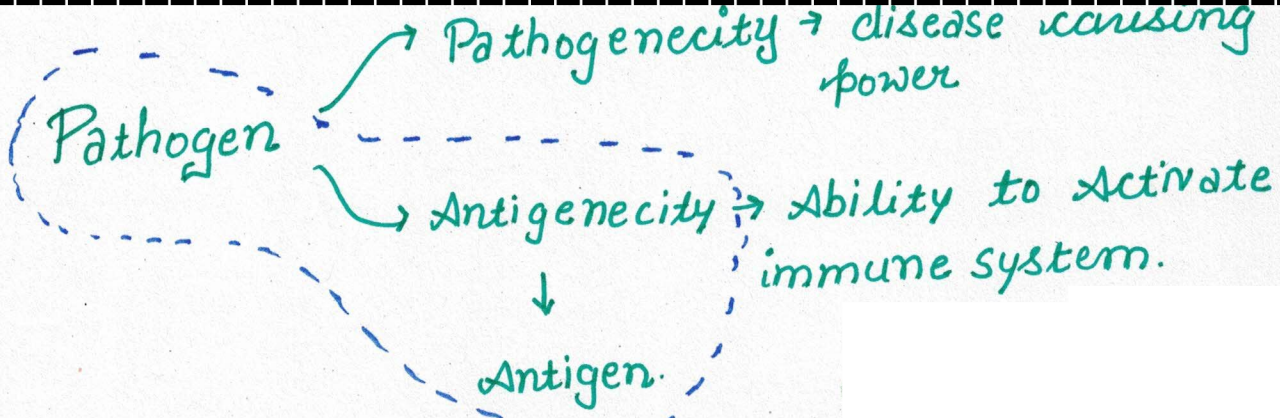 Pathogenecity → disease causing
power
Pathogen
Antigenecity → Ability to Activate
immune system.
↓
Antigen.